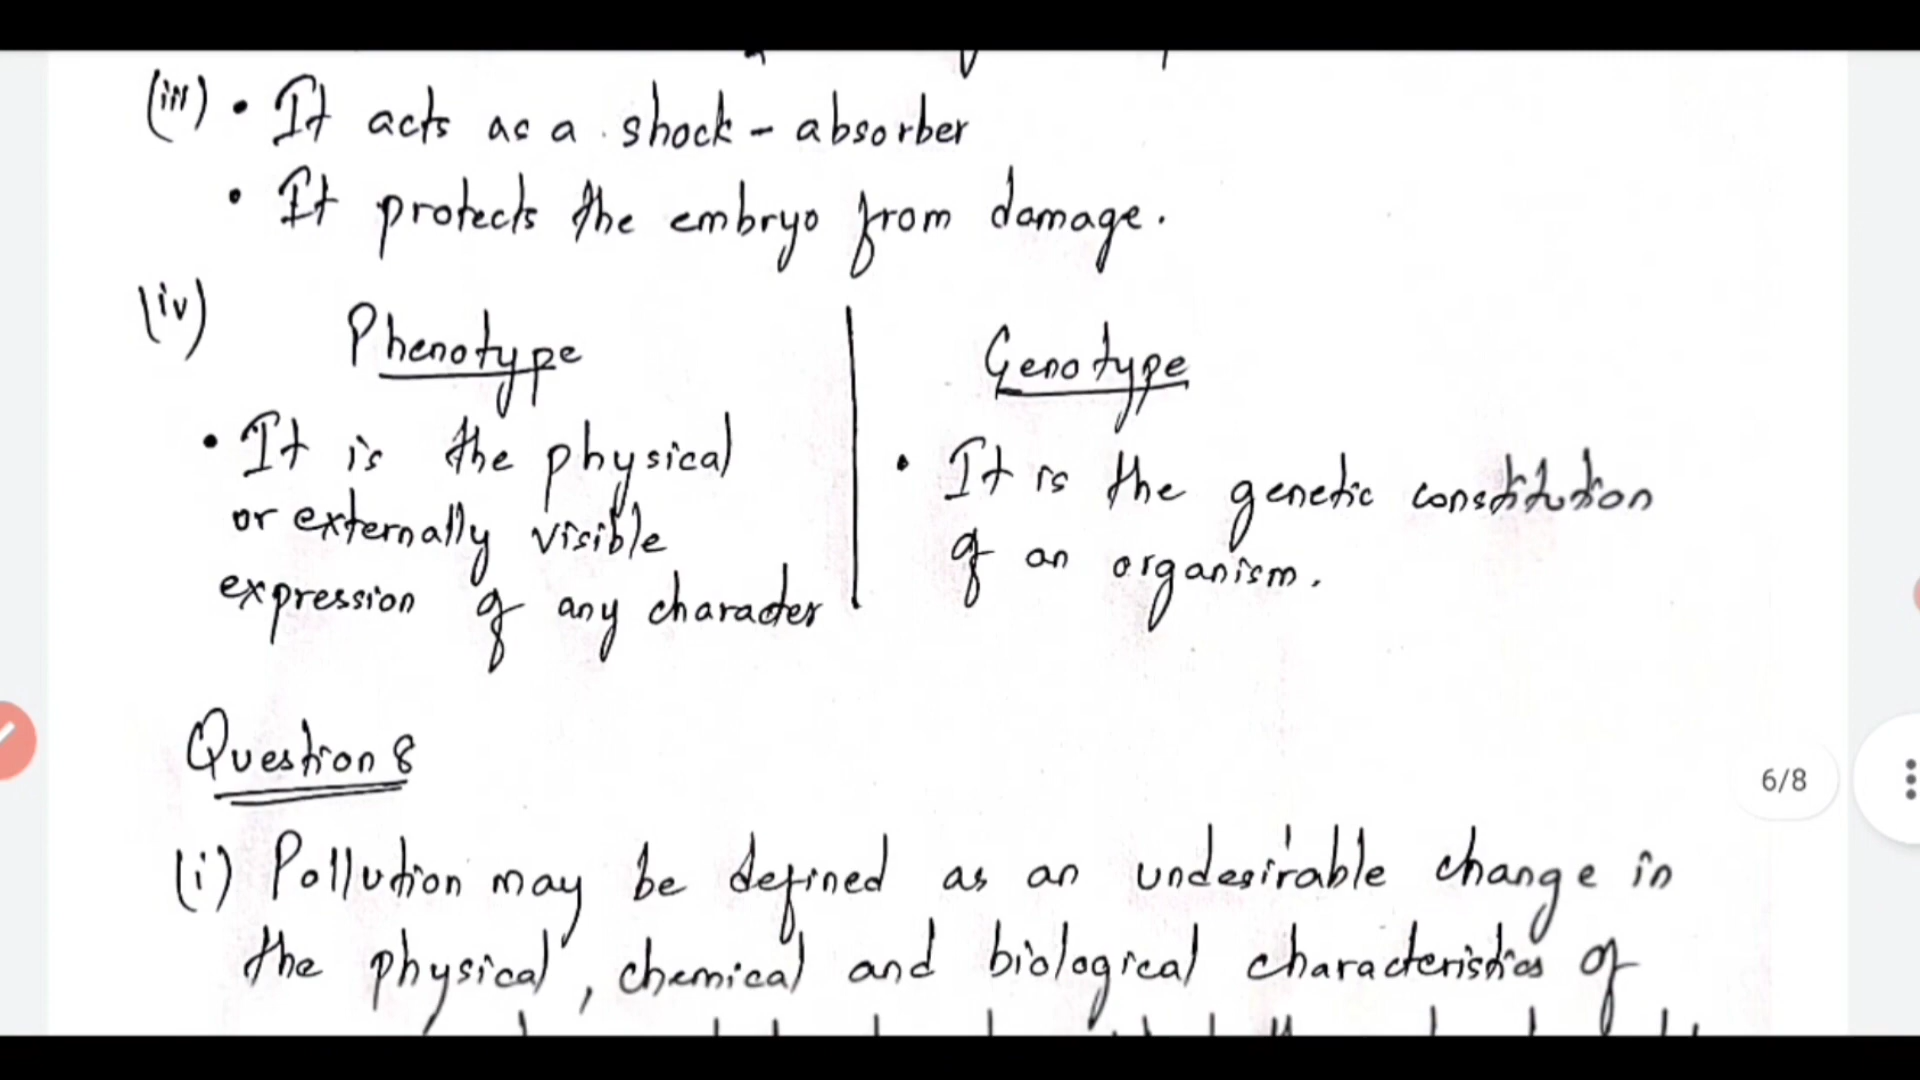 (iii) • It acts as a shock - absorber
• It protects the embryo from damage.
(iv)
Phenotype
• It is the physical
or externally visible
expression of any character
Genotype
• It is the genetic constitution
of an organism.
Question 8
6/8
(i) Pollution may be defined as an undesirable change in
the physical, chemical and biological characteristics of